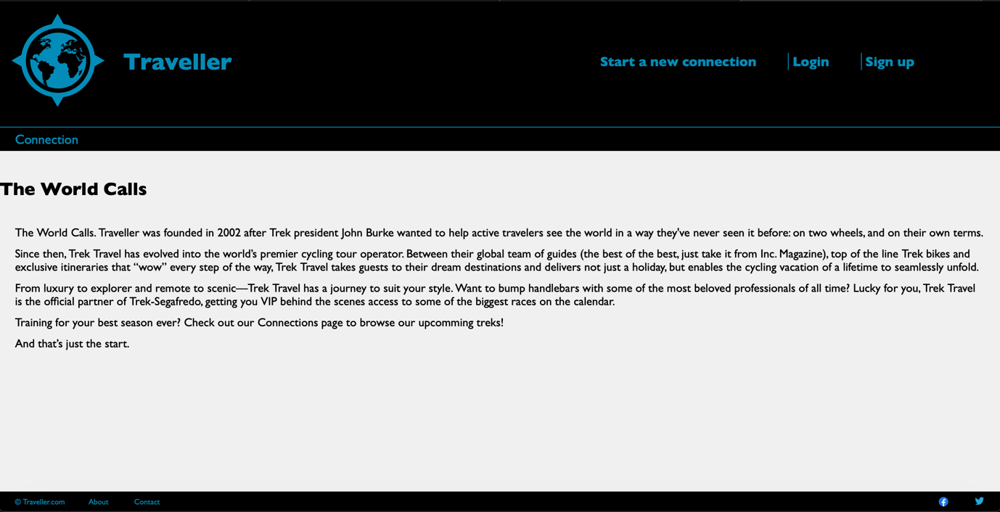 Traveller
Start a new connection
Login
Sign up
Connection
The World Calls
The World Calls. Traveller was founded in 2002 after Trek president John Burke wanted to help active travelers see the world in a way they've never seen it before: on two wheels, and on their own terms.
Since then, Trek Travel has evolved into the world’s premier cycling tour operator. Between their global team of guides (the best of the best, just take it from Inc. Magazine), top of the line Trek bikes and
exclusive itineraries that “wow” every step of the way, Trek Travel takes guests to their dream destinations and delivers not just a holiday, but enables the cycling vacation of a lifetime to seamlessly unfold.
From luxury to explorer and remote to scenic—Trek Travel has a journey to suit your style. Want to bump handlebars with some of the most beloved professionals of all time? Lucky for you, Trek Travel
is the official partner of Trek-Segafredo, getting you VIP behind the scenes access to some of the biggest races on the calendar.
Training for your best season ever? Check out our Connections page to browse our upcomming treks!
And that’s just the start.
© Traveller.com
About
Contact